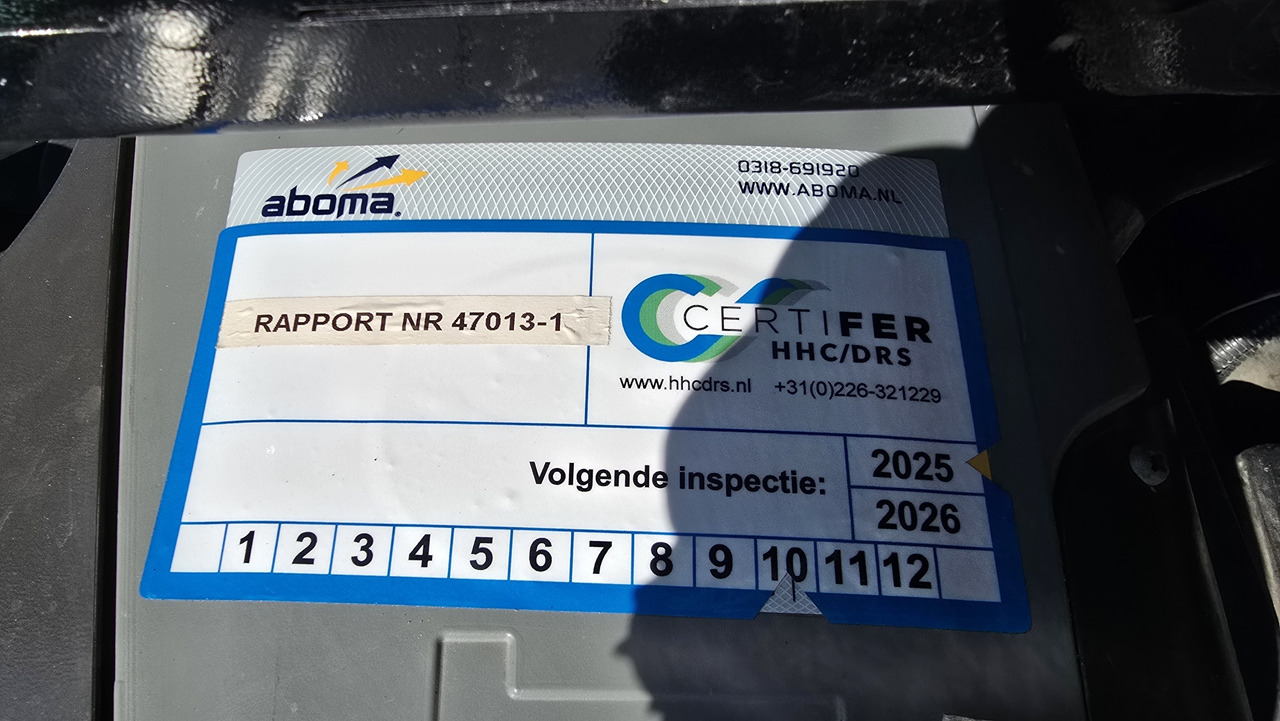 aboma
0318-691920
WWW.ABOMA.NL
RAPPORT NR 47013-1
CERTIFER
HHC/DRS
www.hhcdrs.nl +31(0)226-321229
Volgende inspectie:
2025
2026
1 2 3 4 5 6 7 8 9 10 11 12